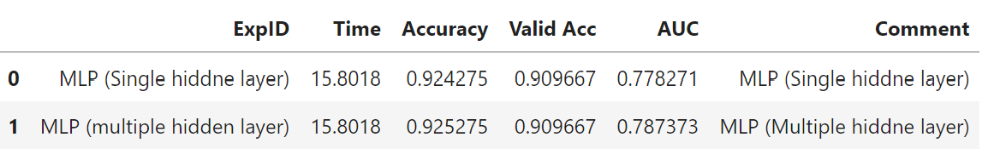 ExpID Time Accuracy Valid Acc AUC Comment
0 MLP (Single hiddne layer) 15.8018 0.924275 0.909667 0.778271 MLP (Single hiddne layer)
1 MLP (multiple hidden layer) 15.8018 0.925275 0.909667 0.787373 MLP (Multiple hiddne layer)